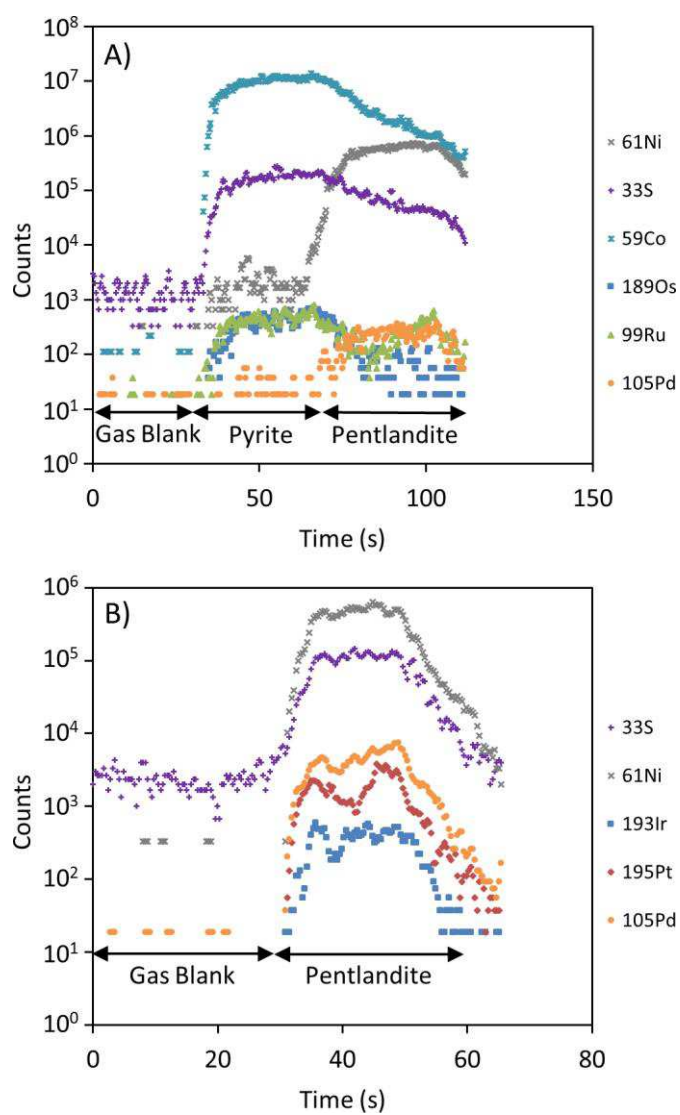 A)
10^8
10^7
10^6
10^5
10^4
10^3
10^2
10^1
10^0
Counts
Gas Blank Pyrite Pentlandite
0 50 100 150
Time (s)
61Ni
33S
59Co
189Os
99Ru
105Pd
B)
10^6
10^5
10^4
10^3
10^2
10^1
10^0
Counts
Gas Blank Pentlandite
0 20 40 60 80
Time (s)
33S
61Ni
193Ir
195Pt
105Pd